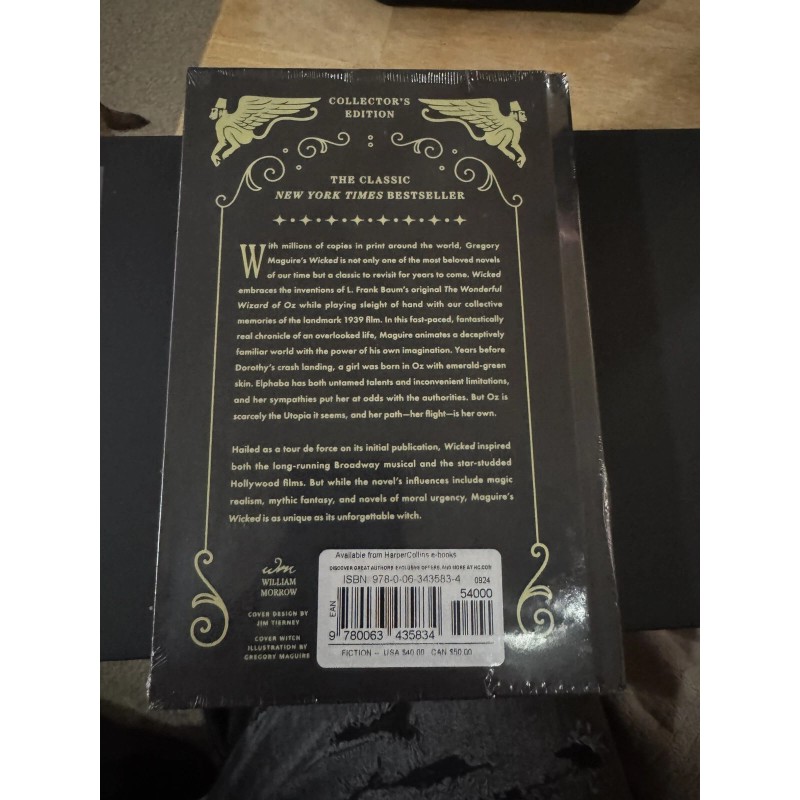 COLLECTOR'S
EDITION
THE CLASSIC
NEW YORK TIMES BESTSELLER
With millions of copies in print around the world, Gregory
Maguire's Wicked is not only one of the most beloved novels
of our time but a classic to revisit for years to come. Wicked
embraces the inventions of L. Frank Baum's original The Wonderful
Wizard of Oz while playing sleight of hand with our collective
memories of the landmark 1939 film. In this fast-paced, fantastically
real chronicle of an overlooked life, Maguire animates a deceptively
familiar world with the power of his own imagination. Years before
Dorothy's crash landing, a girl was born in Oz with emerald-green
skin. Elphaba has both untamed talents and inconvenient limitations,
and her sympathies put her at odds with the authorities. But Oz is
scarcely the Utopia it seems, and her path—her flight—is her own.
Hailed as a tour de force on its initial publication, Wicked inspired
both the long-running Broadway musical and the star-studded
Hollywood films. But while the novel's influences include magic
realism, mythic fantasy, and novels of moral urgency, Maguire's
Wicked is as unique as its unforgettable witch.
wm
WILLIAM
MORROW
COVER DESIGN BY
JIM TIERNEY
COVER WITCH
ILLUSTRATION BY
GREGORY MAGUIRE
Available from HarperCollins e-books
DISCOVER GREAT AUTHORS, EXCLUSIVE OFFERS, AND MORE AT HC.COM
ISBN 978-0-06-343583-4 0924
54000
EAN
9 780063 435834
FICTION – USA $40.00 CAN $50.00